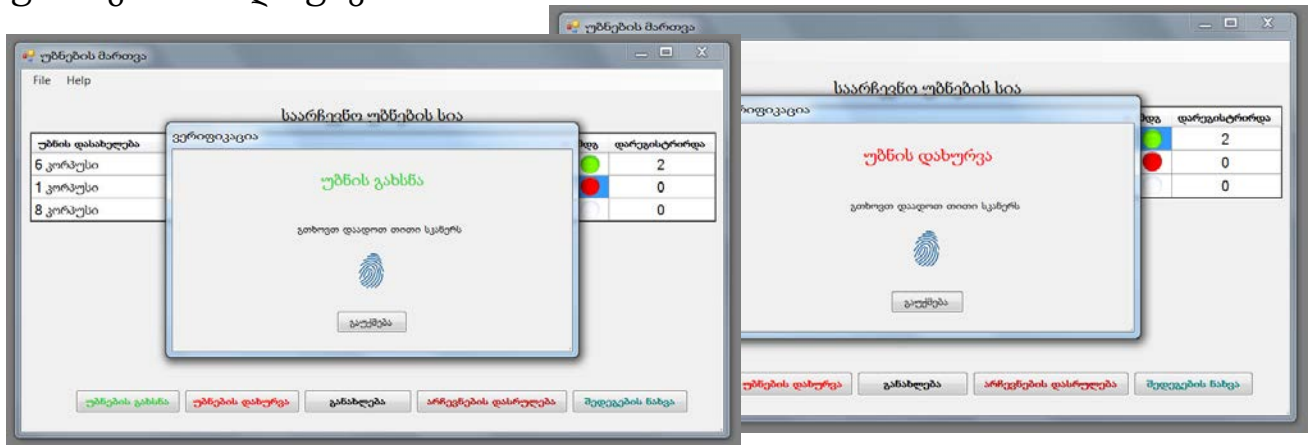 უბნების მართვა
File Help
საარჩევნო უბნების სია
უბნის დასახელება დარეგისტრირდა
6 კორპუსი 2
1 კორპუსი 0
8 კორპუსი 0
ვერიფიკაცია
უბნის გახსნა
გთხოვთ დაადოთ თითი სკანერს
გაუქმება
უბნების გახსნა უბნების დახურვა განახლება არჩევნების დასრულება შედეგების ნახვა
უბნების მართვა
საარჩევნო უბნების სია
დარეგისტრირდა
2
0
0
რიფიკაცია
უბნის დახურვა
გთხოვთ დაადოთ თითი სკანერს
გაუქმება
უბნების დახურვა განახლება არჩევნების დასრულება შედეგების ნახვა